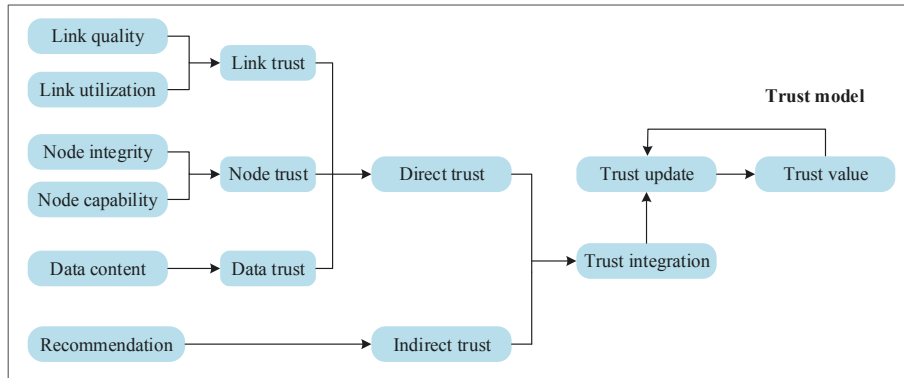 Link quality
Link utilization
Link trust
Trust model
Node integrity
Node capability
Node trust
Direct trust
Trust update
Trust value
Data content
Data trust
Trust integration
Recommendation
Indirect trust